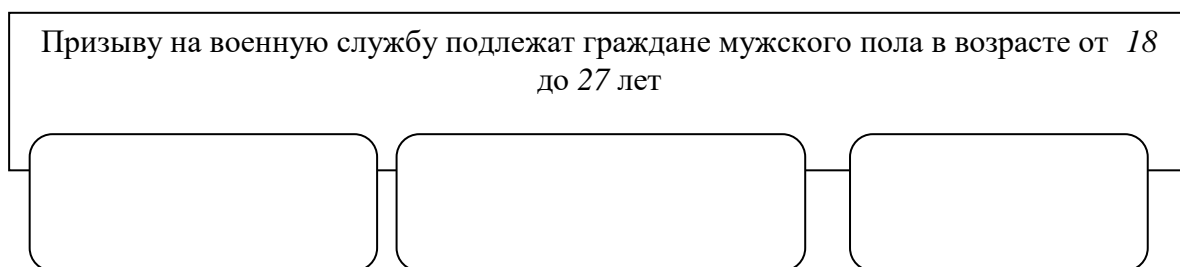 Призыву на военную службу подлежат граждане мужского пола в возрасте от 18
до 27 лет